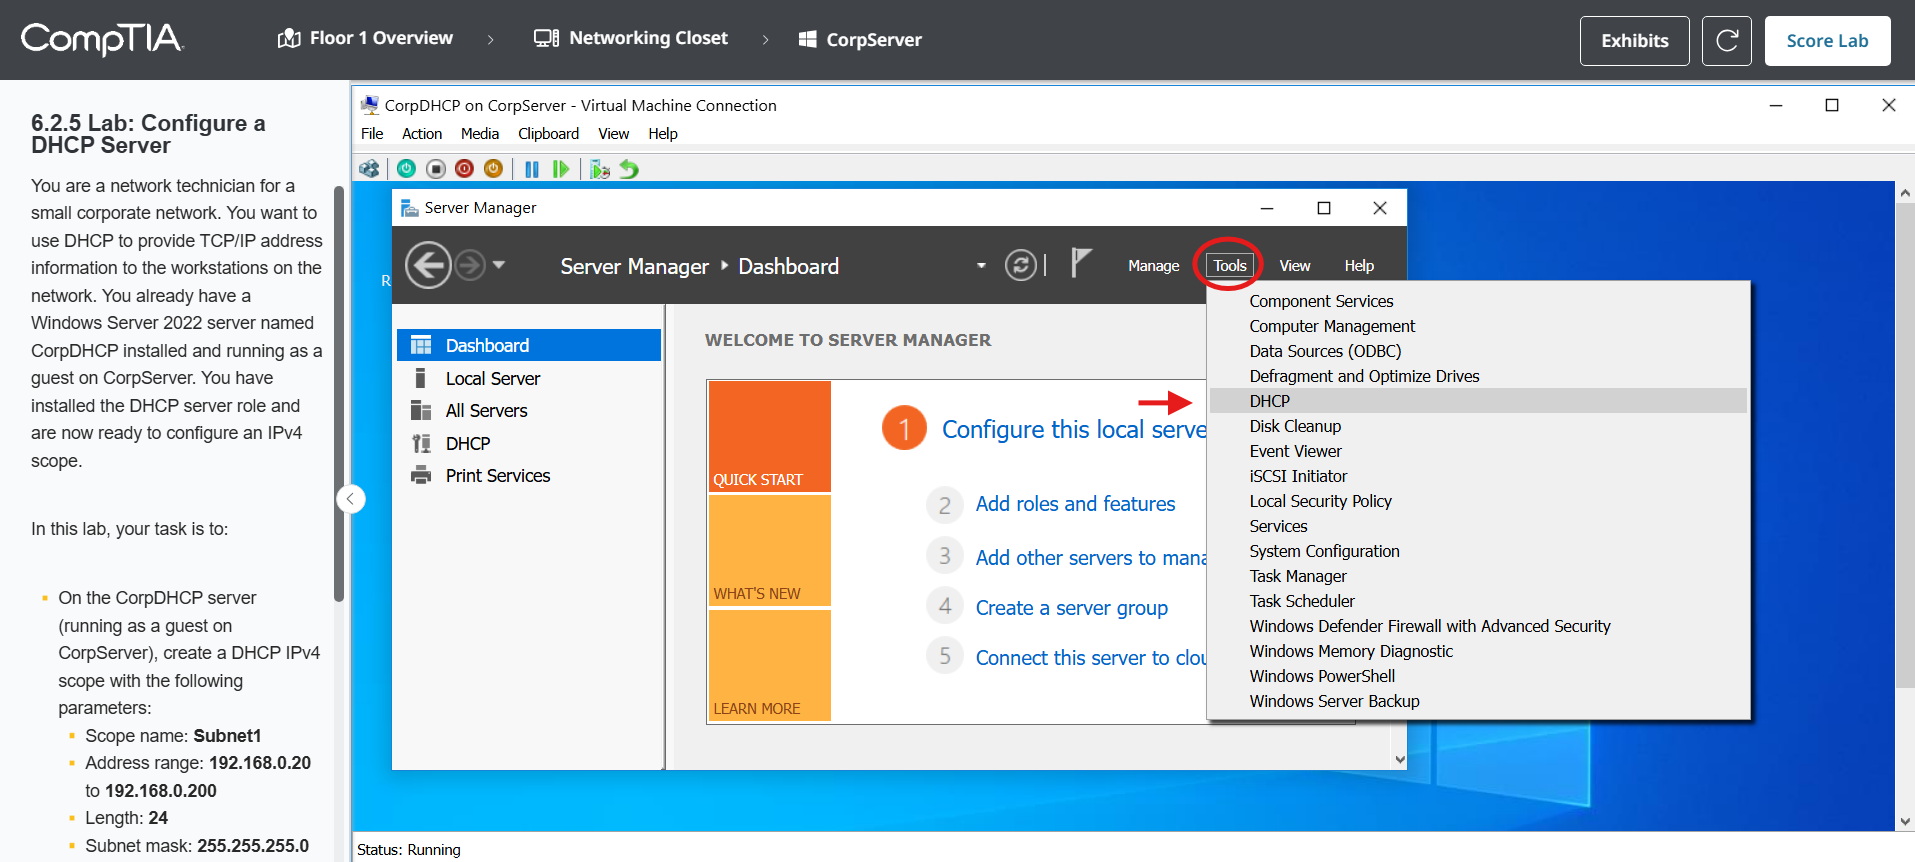 CompTIA.
Floor 1 Overview
Networking Closet
CorpServer
Exhibits
Score Lab
6.2.5 Lab: Configure a
DHCP Server
You are a network technician for a
small corporate network. You want to
use DHCP to provide TCP/IP address
information to the workstations on the
network. You already have a
Windows Server 2022 server named
CorpDHCP installed and running as a
guest on CorpServer. You have
installed the DHCP server role and
are now ready to configure an IPv4
scope.
In this lab, your task is to:
On the CorpDHCP server
(running as a guest on
CorpServer), create a DHCP IPv4
scope with the following
parameters:
Scope name: Subnet1
Address range: 192.168.0.20
to 192.168.0.200
Length: 24
Subnet mask: 255.255.255.0
CorpDHCP on CorpServer - Virtual Machine Connection
File Action Media Clipboard View Help
R
Server Manager
Server Manager Dashboard
Manage Tools View Help
Dashboard
Local Server
All Servers
DHCP
Print Services
WELCOME TO SERVER MANAGER
QUICK START
WHAT'S NEW
LEARN MORE
1 Configure this local serve
2 Add roles and features
3 Add other servers to mana
4 Create a server group
5 Connect this server to clou
Component Services
Computer Management
Data Sources (ODBC)
Defragment and Optimize Drives
DHCP
Disk Cleanup
Event Viewer
iSCSI Initiator
Local Security Policy
Services
System Configuration
Task Manager
Task Scheduler
Windows Defender Firewall with Advanced Security
Windows Memory Diagnostic
Windows PowerShell
Windows Server Backup
Status: Running